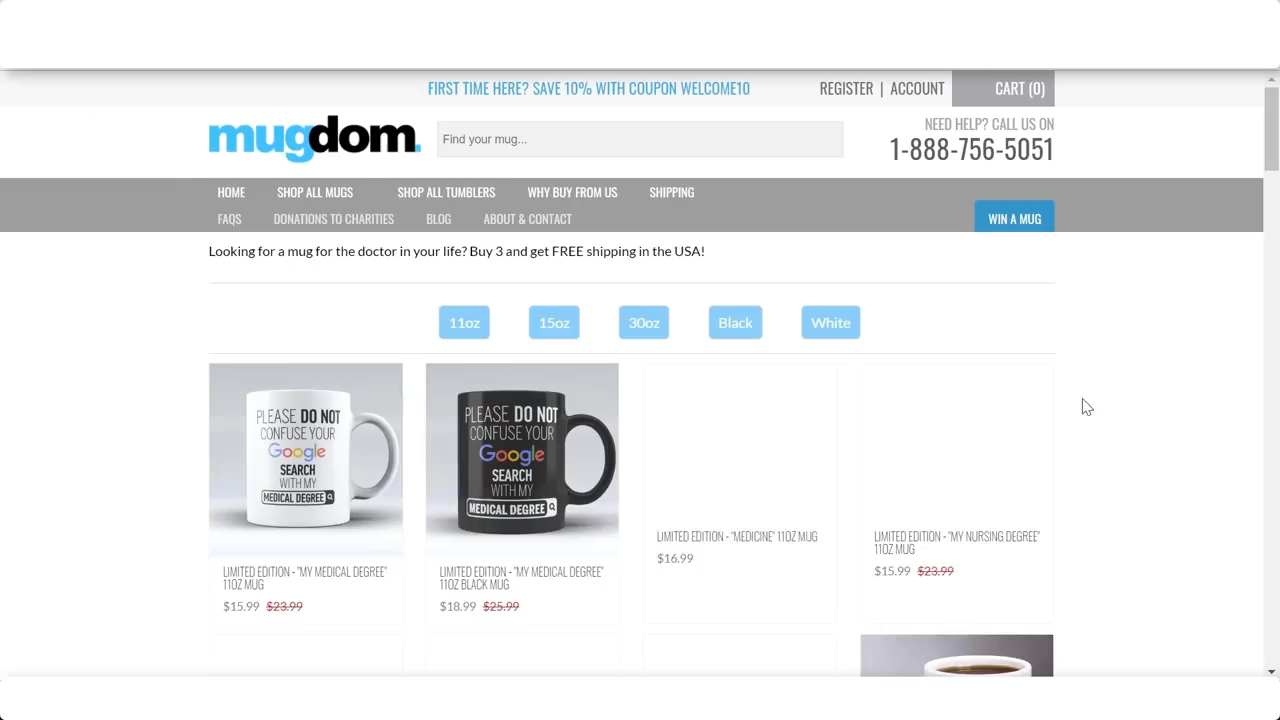 FIRST TIME HERE? SAVE 10% WITH COUPON WELCOME10
REGISTER | ACCOUNT
CART (0)
mugdom.
Find your mug...
NEED HELP? CALL US ON
1-888-756-5051
HOME SHOP ALL MUGS SHOP ALL TUMBLERS WHY BUY FROM US SHIPPING
FAQS DONATIONS TO CHARITIES BLOG ABOUT & CONTACT
WIN A MUG
Looking for a mug for the doctor in your life? Buy 3 and get FREE shipping in the USA!
11oz 15oz 30oz Black White
PLEASE DO NOT
CONFUSE YOUR
Google
SEARCH
WITH MY
MEDICAL DEGREE
PLEASE DO NOT
CONFUSE YOUR
Google
SEARCH
WITH MY
MEDICAL DEGREE
LIMITED EDITION - "MY MEDICAL DEGREE"
11OZ MUG
$15.99 $23.99
LIMITED EDITION - "MY MEDICAL DEGREE"
11OZ BLACK MUG
$18.99 $25.99
LIMITED EDITION - "MEDICINE" 11OZ MUG
$16.99
LIMITED EDITION - "MY NURSING DEGREE"
11OZ MUG
$15.99 $23.99